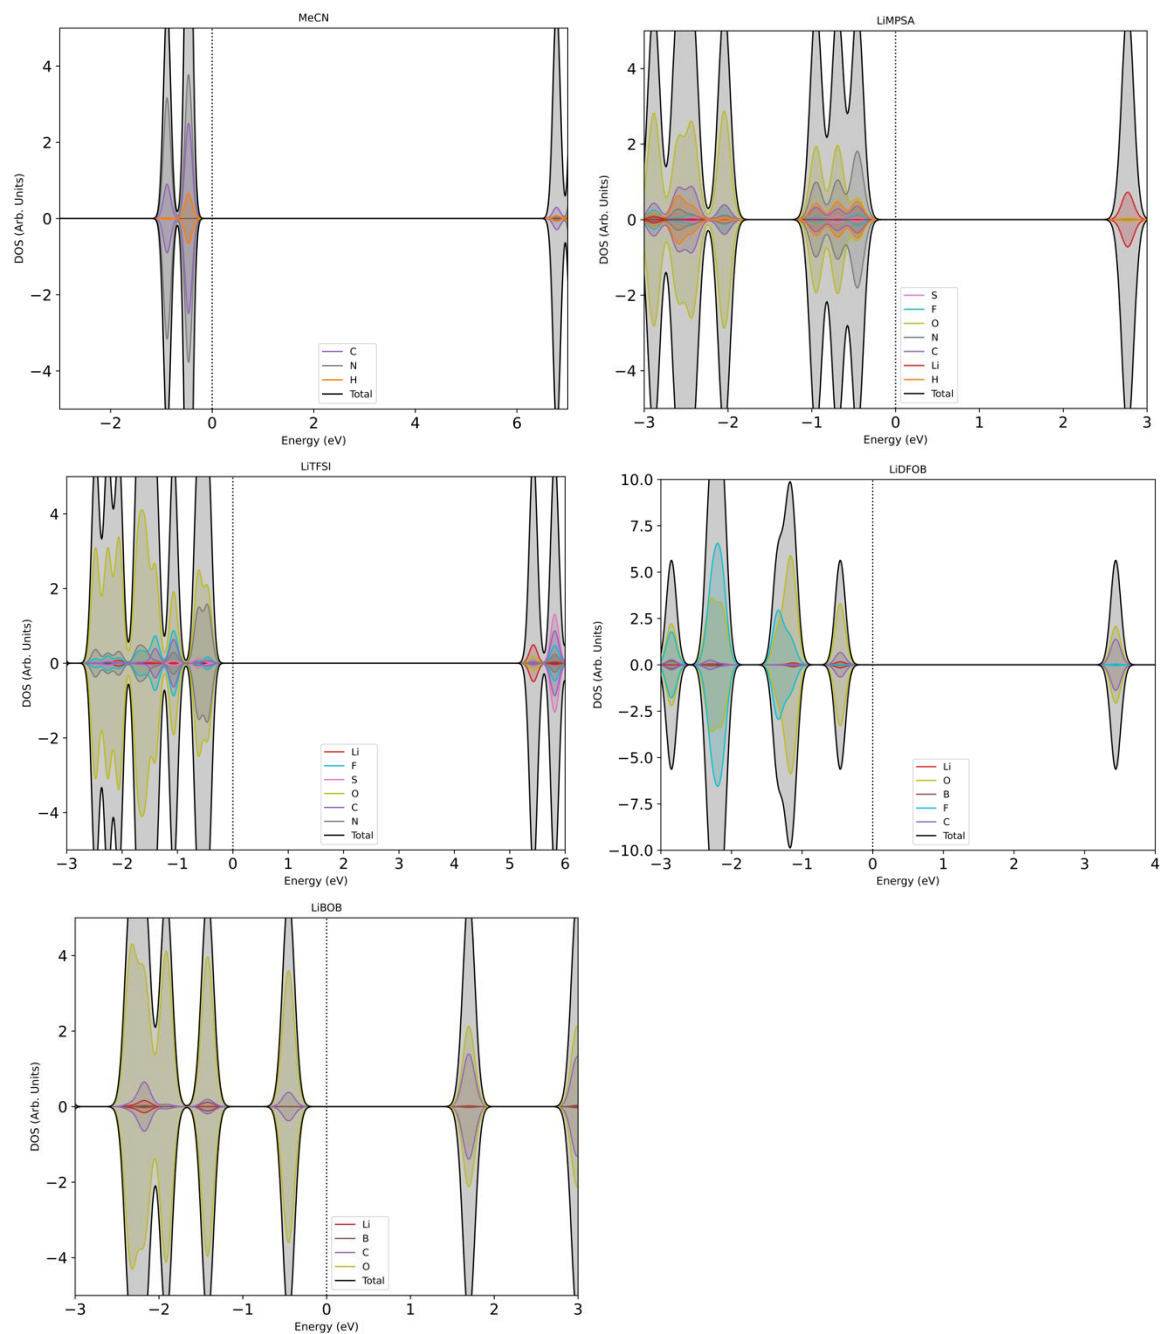 MeCN
DOS (Arb. Units)
4
2
0
−2
−4
C
N
H
Total
−2
0
2
4
6
Energy (eV)
LiMPSA
DOS (Arb. Units)
4
2
0
−2
−4
S
F
O
N
C
Li
H
Total
−3
−2
−1
0
1
2
3
Energy (eV)
LiTFSI
DOS (Arb. Units)
4
2
0
−2
−4
Li
F
S
O
C
N
Total
−3
−2
−1
0
1
2
3
4
5
6
Energy (eV)
LiDFOB
DOS (Arb. Units)
10.0
7.5
5.0
2.5
0.0
−2.5
−5.0
−7.5
−10.0
Li
O
B
F
C
Total
−3
−2
−1
0
1
2
3
4
Energy (eV)
LiBOB
DOS (Arb. Units)
4
2
0
−2
−4
Li
B
C
O
Total
−3
−2
−1
0
1
2
3
Energy (eV)